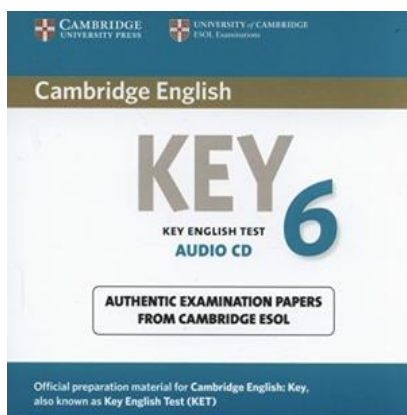 CAMBRIDGE
UNIVERSITY PRESS
UNIVERSITY of CAMBRIDGE
ESOL Examinations
Cambridge English
KEY 6
KEY ENGLISH TEST
AUDIO CD
AUTHENTIC EXAMINATION PAPERS
FROM CAMBRIDGE ESOL
Official preparation material for Cambridge English: Key,
also known as Key English Test (KET)